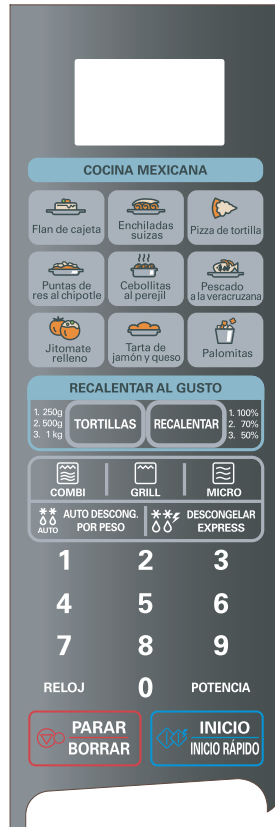 COCINA MEXICANA
Flan de cajeta
Enchiladas
suizas
Pizza de tortilla
Puntas de
res al chipotle
Cebollitas
al perejil
Pescado
a la veracruzana
Jitomate
relleno
Tarta de
jamón y queso
Palomitas
RECALENTAR AL GUSTO
1. 250g
2. 500g
3. 1 kg
TORTILLAS
RECALENTAR
1. 100%
2. 70%
3. 50%
COMBI
GRILL
MICRO
AUTO
AUTO DESCONG.
POR PESO
DESCONGELAR
EXPRESS
1 2 3
4 5 6
7 8 9
RELOJ 0 POTENCIA
PARAR
BORRAR
INICIO
INICIO RÁPIDO